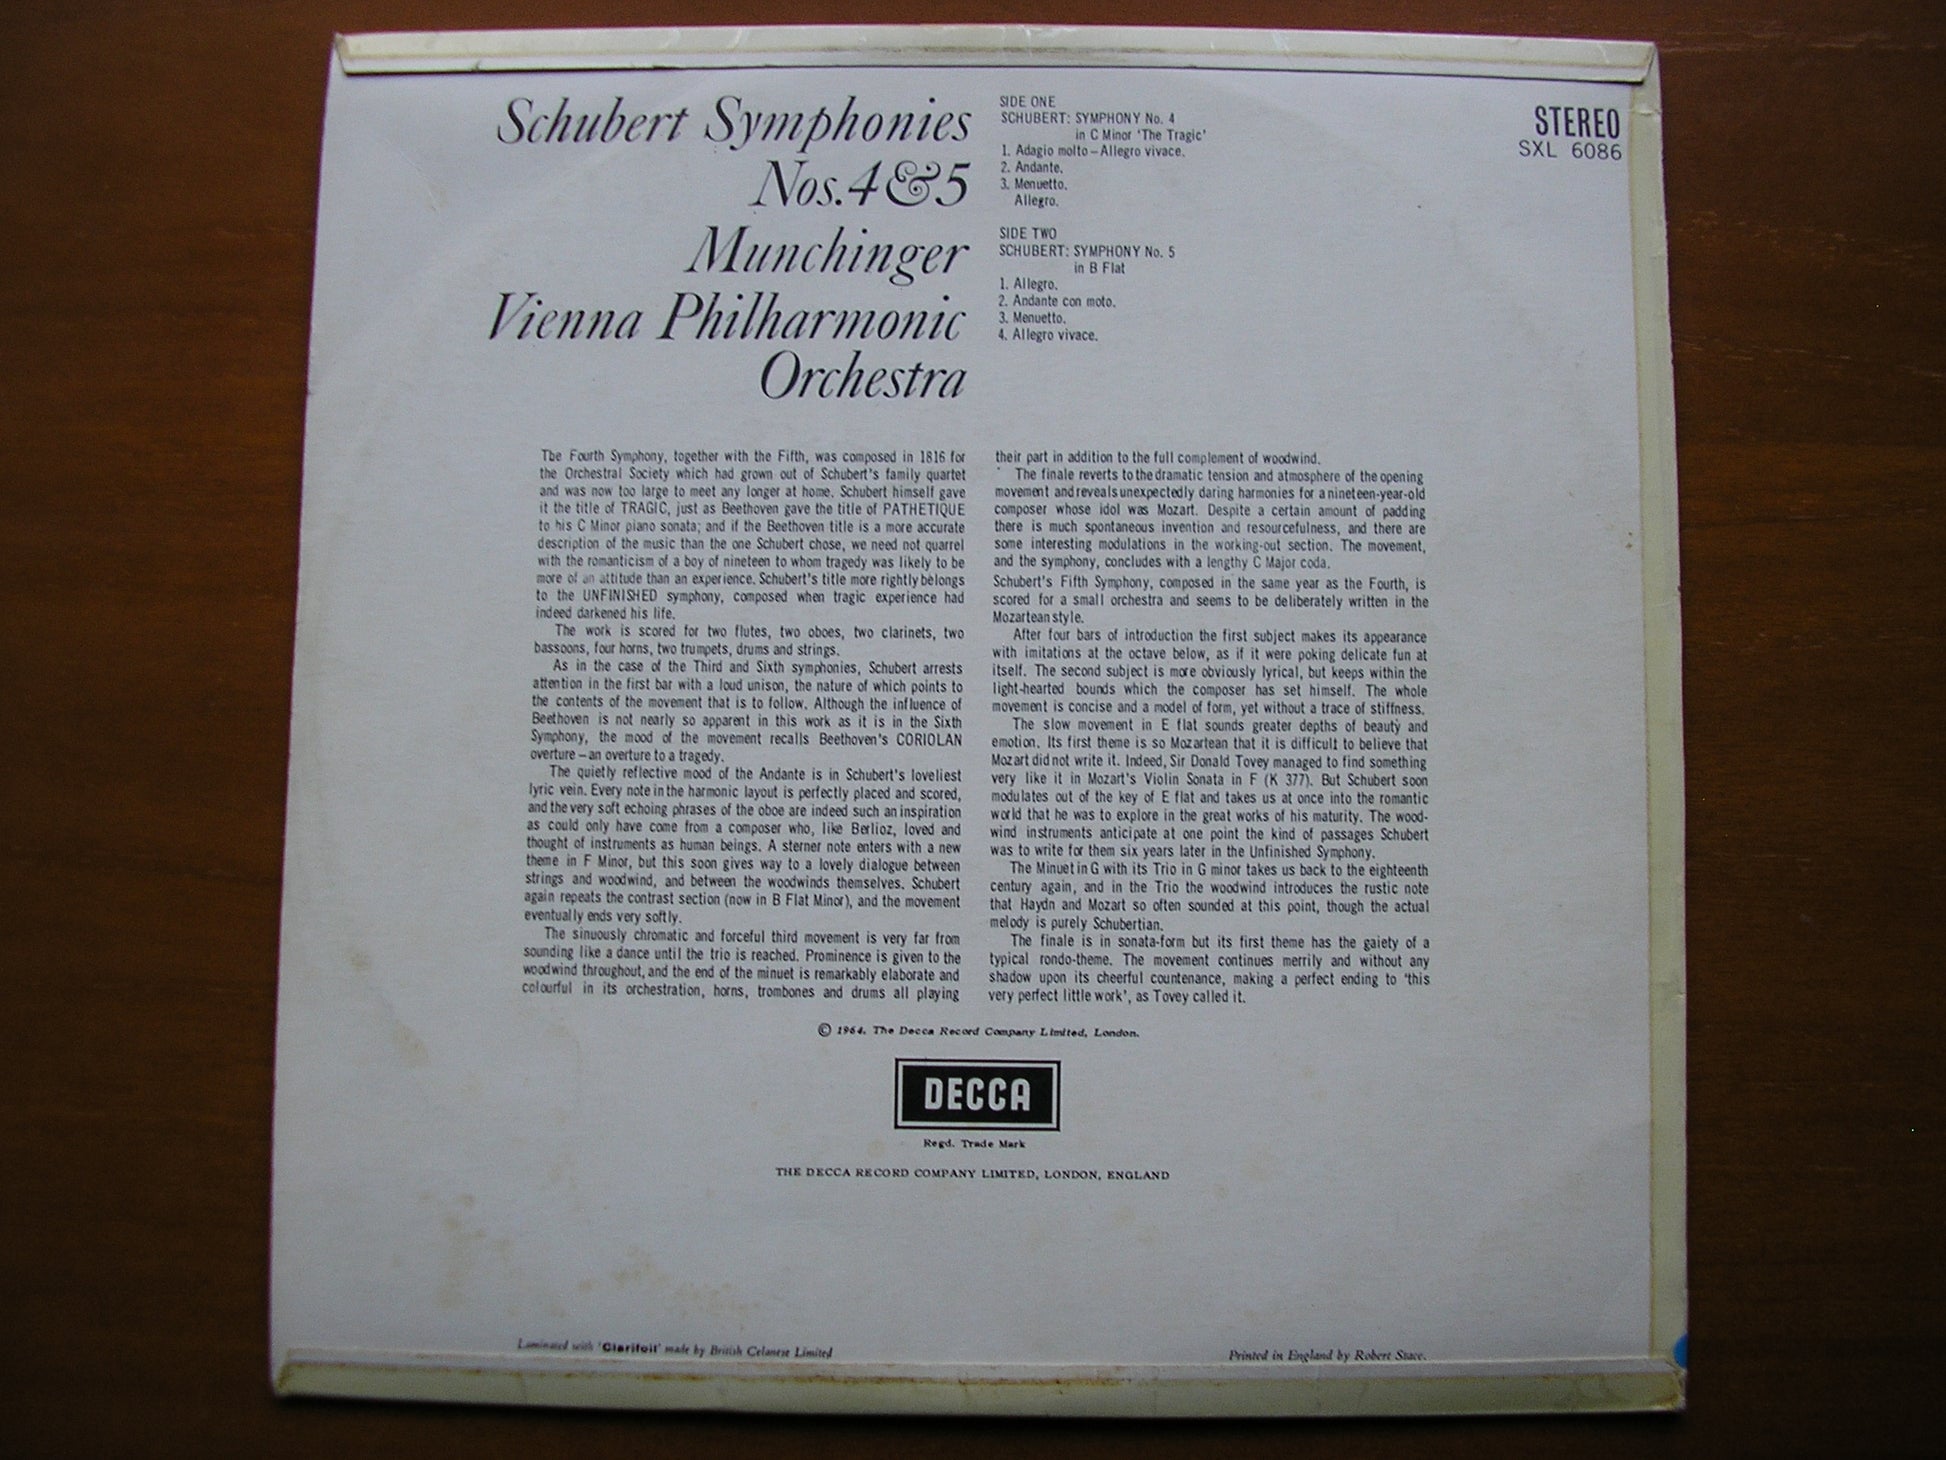 Schubert Symphonies
Nos. 4 & 5
Munchinger
Vienna Philharmonic
Orchestra
SIDE ONE
SCHUBERT: SYMPHONY No. 4
in C Minor 'The Tragic'
1. Adagio molto – Allegro vivace.
2. Andante.
3. Menuetto.
Allegro.
SIDE TWO
SCHUBERT: SYMPHONY No. 5
in B Flat
1. Allegro.
2. Andante con moto.
3. Menuetto.
4. Allegro vivace.
STEREO
SXL 6086
The Fourth Symphony, together with the Fifth, was composed in 1816 for
the Orchestral Society which had grown out of Schubert's family quartet
and was now too large to meet any longer at home. Schubert himself gave
it the title of TRAGIC, just as Beethoven gave the title of PATHETIQUE
to his C Minor piano sonata; and if the Beethoven title is a more accurate
description of the music than the one Schubert chose, we need not quarrel
with the romanticism of a boy of nineteen to whom tragedy was likely to be
more of an attitude than an experience. Schubert's title more rightly belongs
to the UNFINISHED symphony, composed when tragic experience had
indeed darkened his life.
The work is scored for two flutes, two oboes, two clarinets, two
bassoons, four horns, two trumpets, drums and strings.
As in the case of the Third and Sixth symphonies, Schubert arrests
attention in the first bar with a loud unison, the nature of which points to
the contents of the movement that is to follow. Although the influence of
Beethoven is not nearly so apparent in this work as it is in the Sixth
Symphony, the mood of the movement recalls Beethoven's CORIOLAN
overture – an overture to a tragedy.
The quietly reflective mood of the Andante is in Schubert's loveliest
lyric vein. Every note in the harmonic layout is perfectly placed and scored,
and the very soft echoing phrases of the oboe are indeed such an inspiration
as could only have come from a composer who, like Berlioz, loved and
thought of instruments as human beings. A sterner note enters with a new
theme in F Minor, but this soon gives way to a lovely dialogue between
strings and woodwind, and between the woodwinds themselves. Schubert
again repeats the contrast section (now in B Flat Minor), and the movement
eventually ends very softly.
The sinuously chromatic and forceful third movement is very far from
sounding like a dance until the trio is reached. Prominence is given to the
woodwind throughout, and the end of the minuet is remarkably elaborate and
colourful in its orchestration, horns, trombones and drums all playing
their part in addition to the full complement of woodwind.
The finale reverts to the dramatic tension and atmosphere of the opening
movement and reveals unexpectedly daring harmonies for a nineteen-year-old
composer whose idol was Mozart. Despite a certain amount of padding
there is much spontaneous invention and resourcefulness, and there are
some interesting modulations in the working-out section. The movement,
and the symphony, concludes with a lengthy C Major coda.
Schubert's Fifth Symphony, composed in the same year as the Fourth, is
scored for a small orchestra and seems to be deliberately written in the
Mozartean style.
After four bars of introduction the first subject makes its appearance
with imitations at the octave below, as if it were poking delicate fun at
itself. The second subject is more obviously lyrical, but keeps within the
light-hearted bounds which the composer has set himself. The whole
movement is concise and a model of form, yet without a trace of stiffness.
The slow movement in E flat sounds greater depths of beauty and
emotion. Its first theme is so Mozartean that it is difficult to believe that
Mozart did not write it. Indeed, Sir Donald Tovey managed to find something
very like it in Mozart's Violin Sonata in F (K 377). But Schubert soon
modulates out of the key of E flat and takes us at once into the romantic
world that he was to explore in the great works of his maturity. The wood-
wind instruments anticipate at one point the kind of passages Schubert
was to write for them six years later in the Unfinished Symphony.
The Minuet in G with its Trio in G minor takes us back to the eighteenth
century again, and in the Trio the woodwind introduces the rustic note
that Haydn and Mozart so often sounded at this point, though the actual
melody is purely Schubertian.
The finale is in sonata-form but its first theme has the gaiety of a
typical rondo-theme. The movement continues merrily and without any
shadow upon its cheerful countenance, making a perfect ending to 'this
very perfect little work', as Tovey called it.
© 1964. The Decca Record Company Limited, London.
DECCA
Regd. Trade Mark
THE DECCA RECORD COMPANY LIMITED, LONDON, ENGLAND
Laminated with 'Clarifoil' made by British Celanese Limited
Printed in England by Robert Stace.